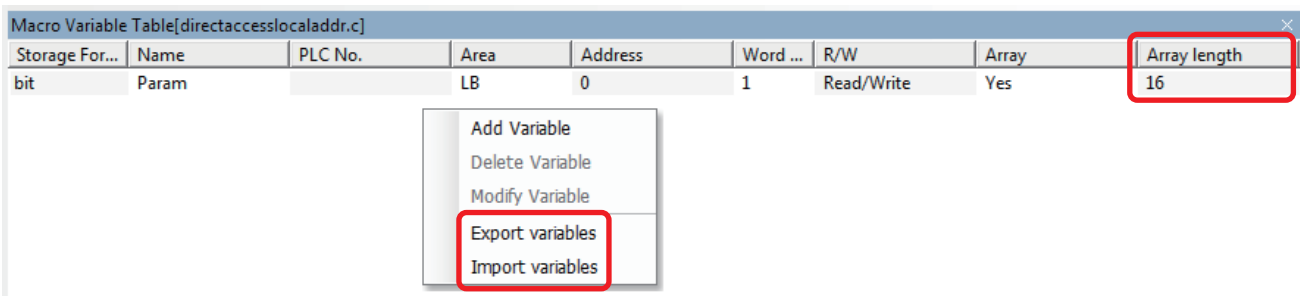 Macro Variable Table[directaccesslocaladdr.c]
Storage For... Name PLC No. Area Address Word ... R/W Array Array length
bit Param LB 0 1 Read/Write Yes 16
Add Variable
Delete Variable
Modify Variable
Export variables
Import variables